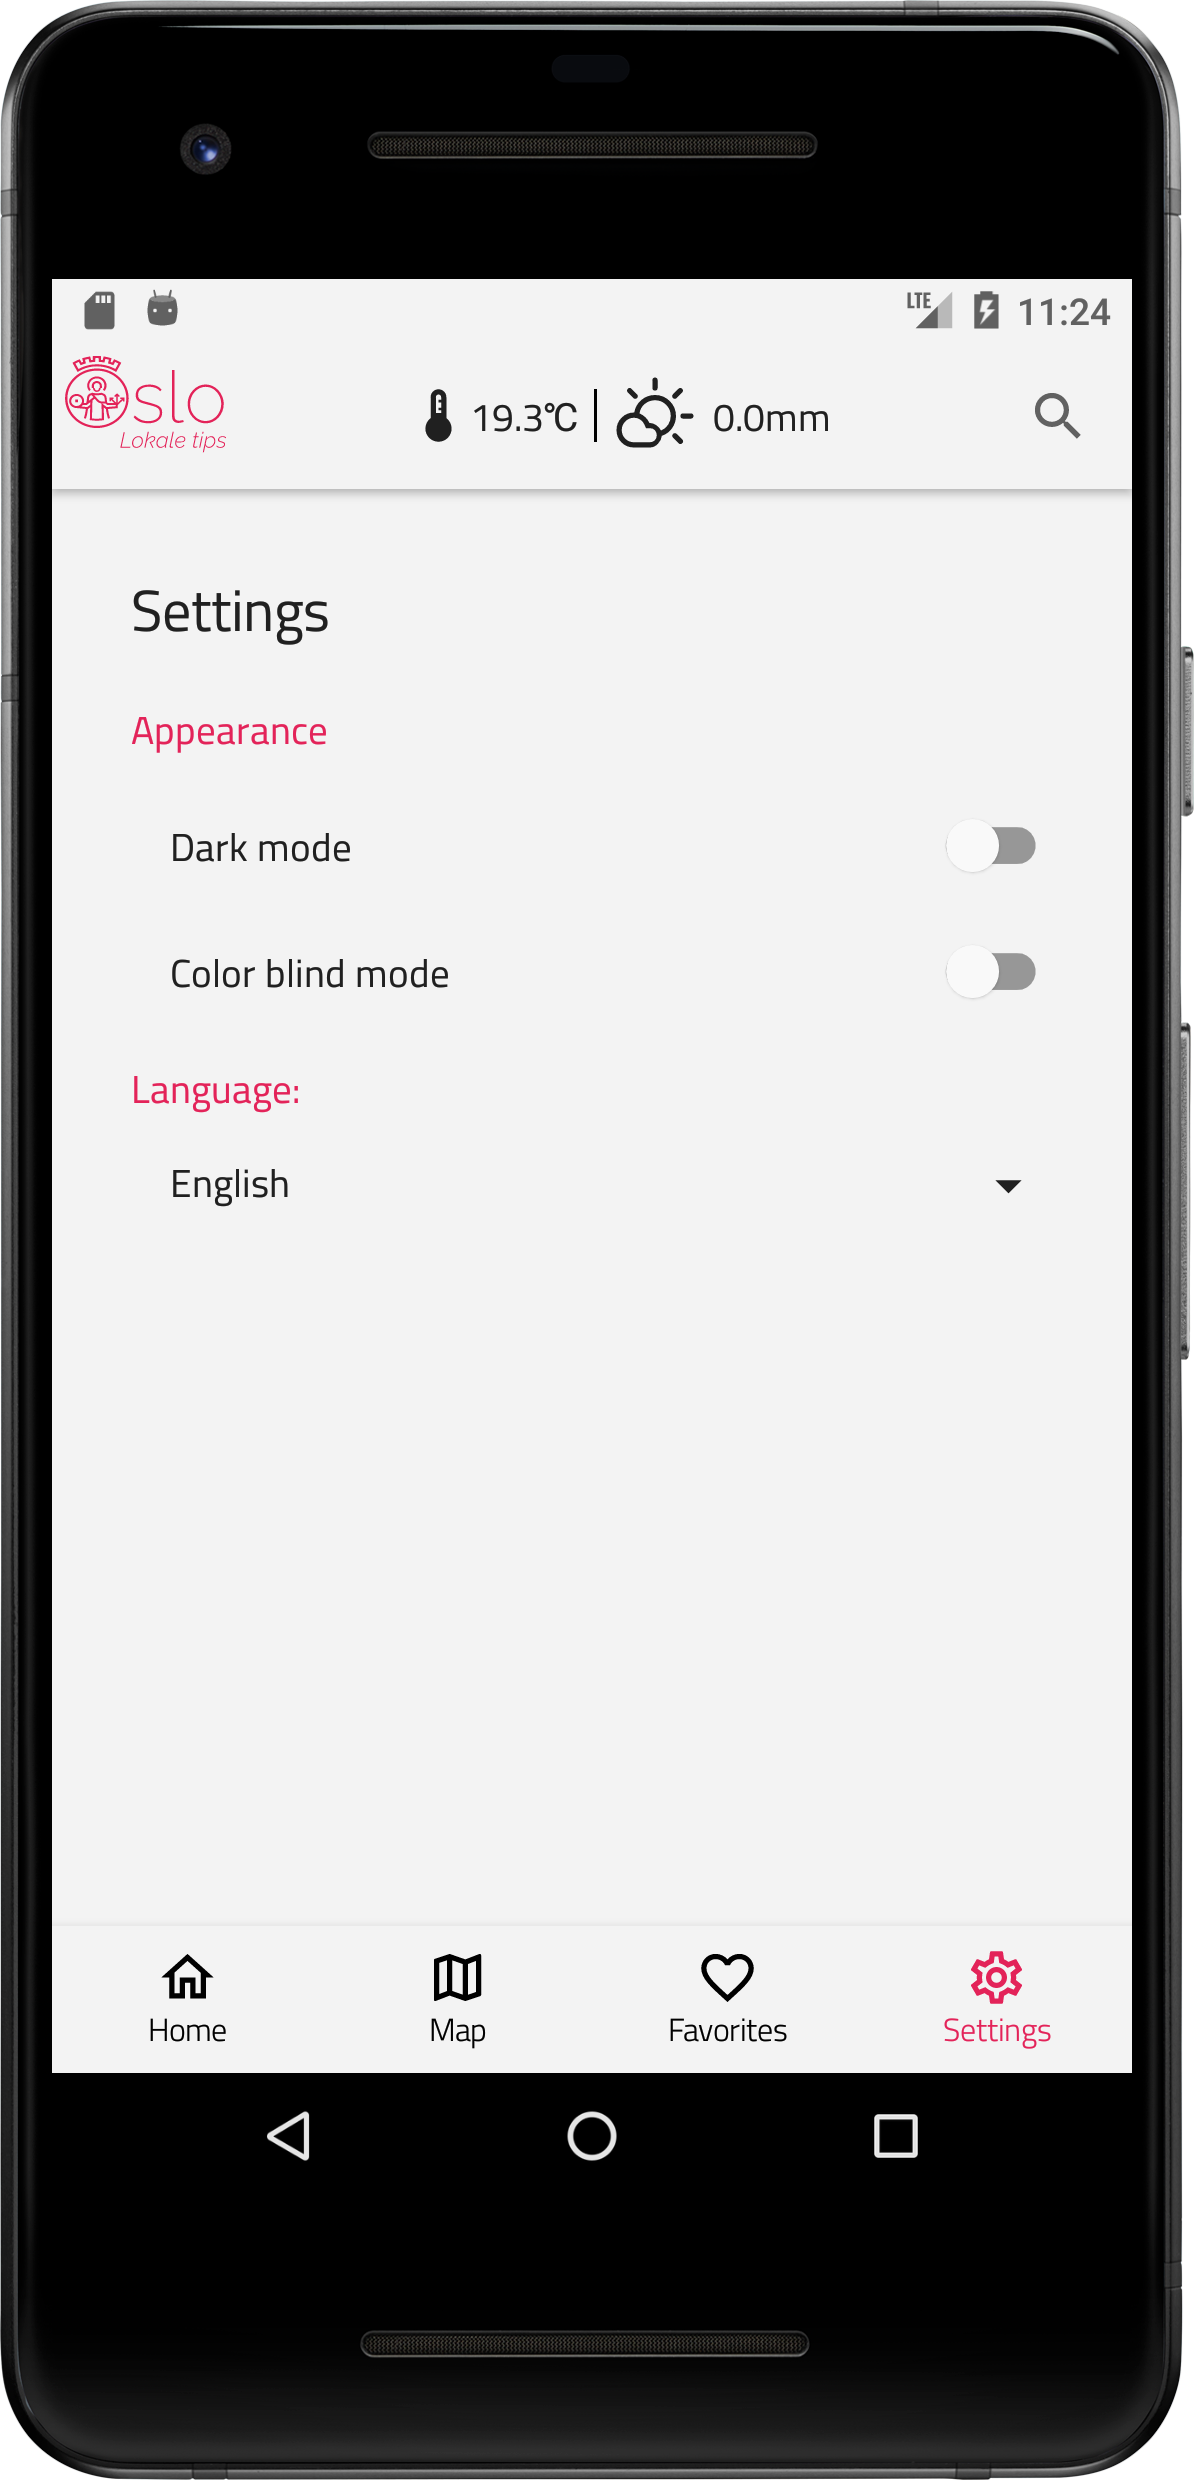 LTE 11:24
Oslo
Lokale tips
19.3℃ 0.0mm
Settings
Appearance
Dark mode
Color blind mode
Language:
English
Home Map Favorites Settings